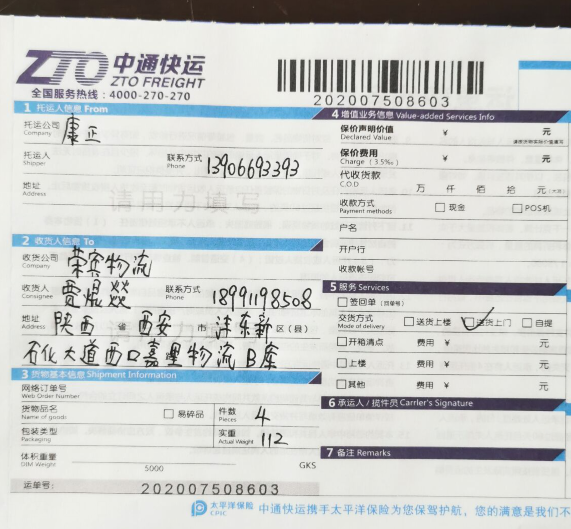 ZTO 中通快运
ZTO FREIGHT
全国服务热线:4000-270-270
202007508603
1 托运人信息 From
托运公司 康正
Company
托运人 联系方式 13906693393
Shipper Phone
地址
Address
请用力填写
2 收货人信息 To
收货公司 荣宾物流
Company
收货人 贾焜焱 联系方式 18991198508
Consignee Phone
地址 陕西 省 西安 市 沣东新 区(县)
Address
石化大道西口嘉里物流B库
3 货物基本信息 Shipment Information
网络订单号
Web Order Number
货物品名 易碎品 件数 4
Name of goods Pieces
包装类型 实重 112
Packaging Actual Weight
体积重量
DIM Weight 5000 GKS
运单号: 202007508603
4 增值业务信息 Value-added Services Info
保价声明价值 ¥ 元
Declared Value
保价费用 ¥ 元
Charge (3.5‰)
代收货款
C.O.D 万 仟 佰 拾 元
收款方式 现金 POS机
Payment methods
户名
开户行
收款帐号
5 服务 Services
签回单
交货方式 送货上楼 送货上门 自提
Mode of delivery
开箱清点 费用 ¥ 元
上楼 费用 ¥ 元
其他 费用 ¥ 元
6 承运人/揽件员 Carrler's Signature
7 备注 Remarks
太平洋保险
CPIC
中通快运携手太平洋保险为您保驾护航,您的满意是我们不